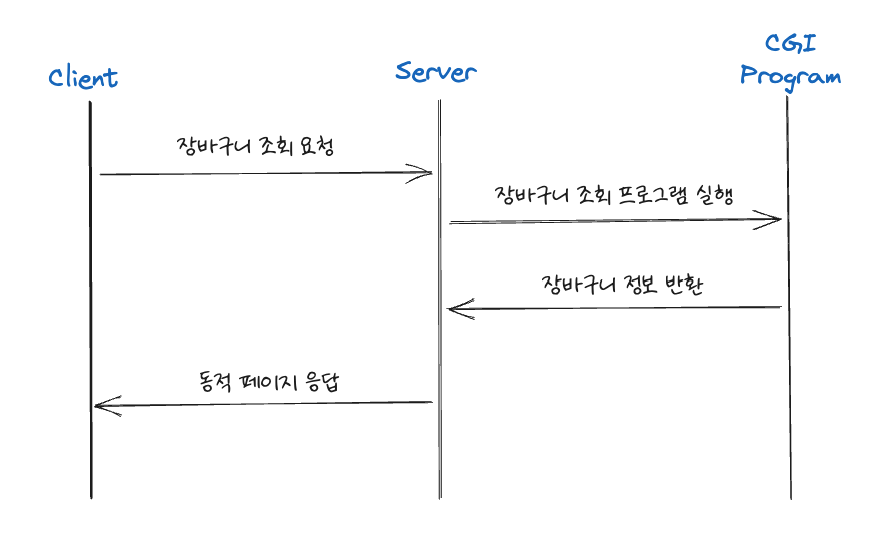 Client
Server
CGI
Program
장바구니 조회 요청
장바구니 조회 프로그램 실행
장바구니 정보 반환
동적 페이지 응답